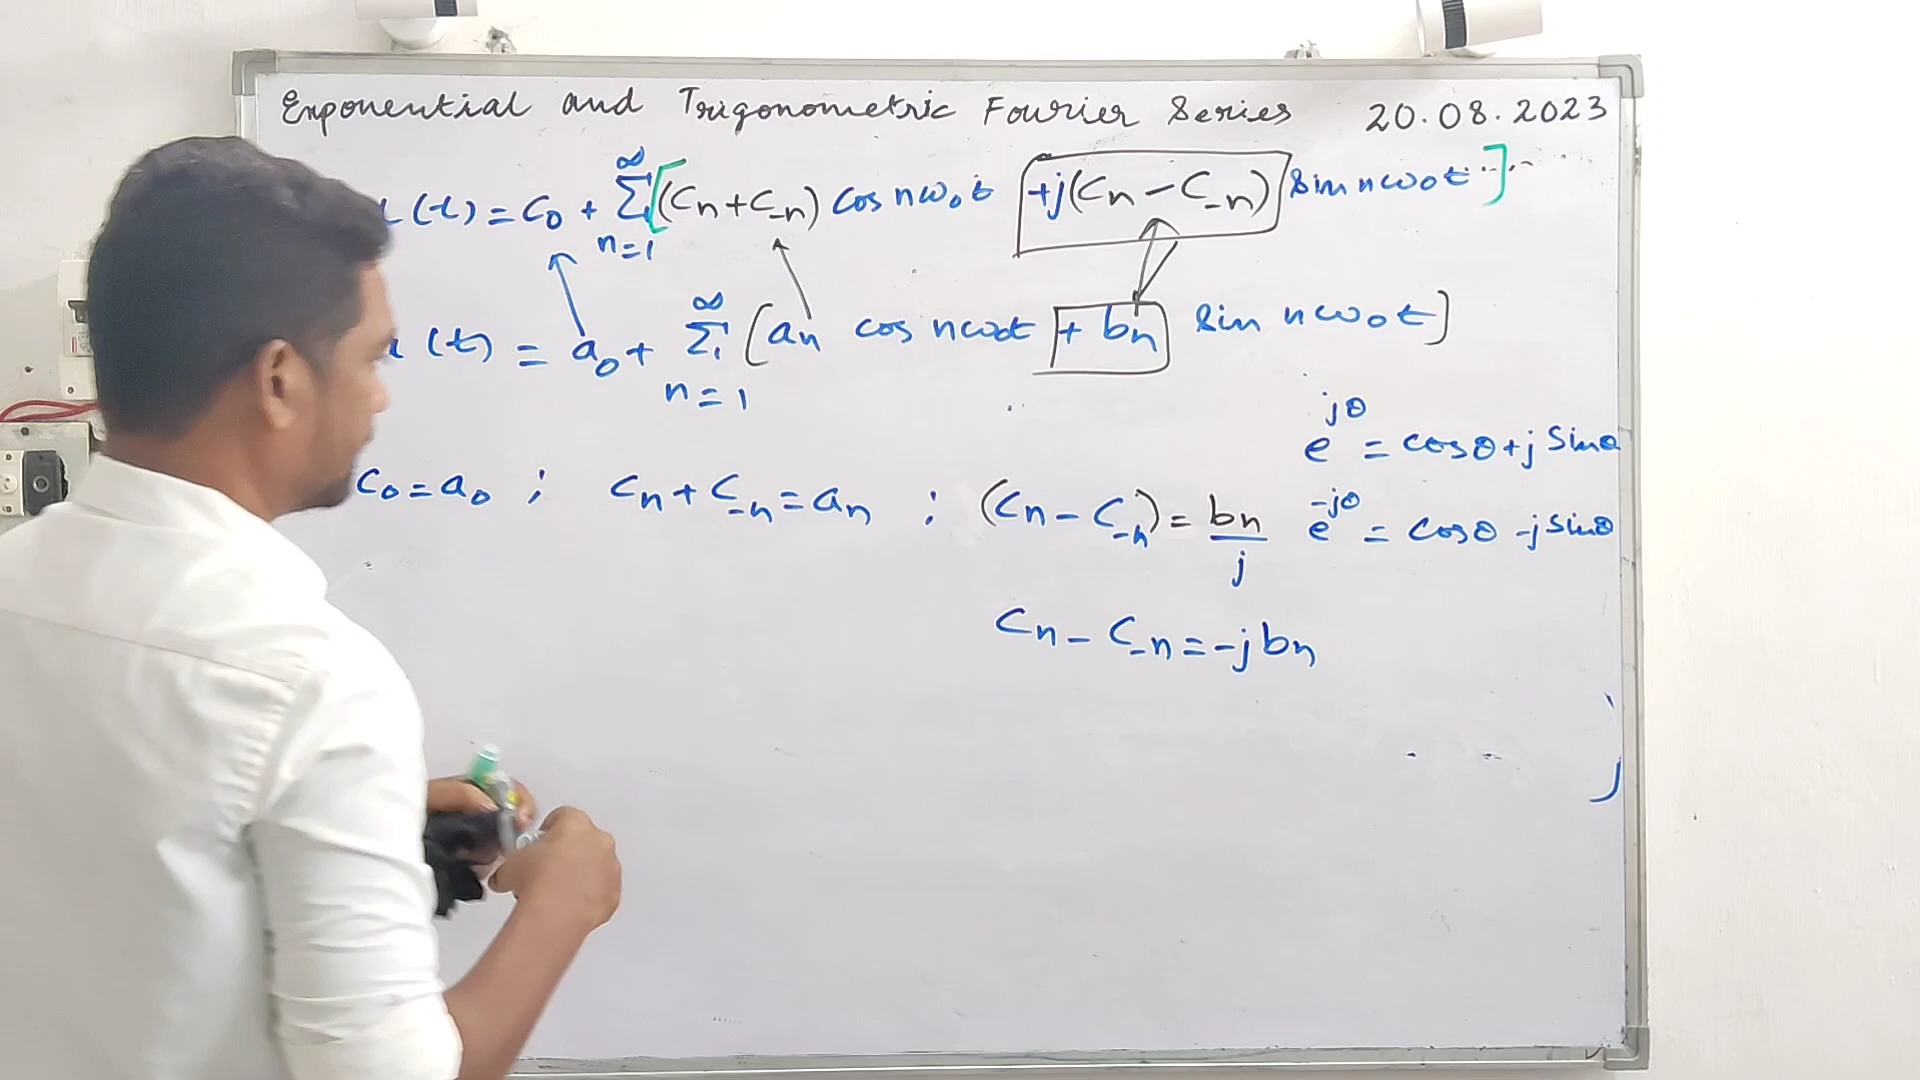 Exponential and Trigonometric Fourier Series 20.08.2023
(t) = C₀ + ∞ Σ n=1 [(Cn + C-n) cos nω₀t +j(Cn - C-n) sin nω₀t ....]
(t) = a₀ + ∞ Σ n=1 [an cos nω₀t + bn sin nω₀t]
e^jθ = cosθ + j sinθ
C₀ = a₀ ; Cn + C-n = an ; (Cn - C-n) = bn/j
e^-jθ = cosθ - j sinθ
Cn - C-n = -j bn
j